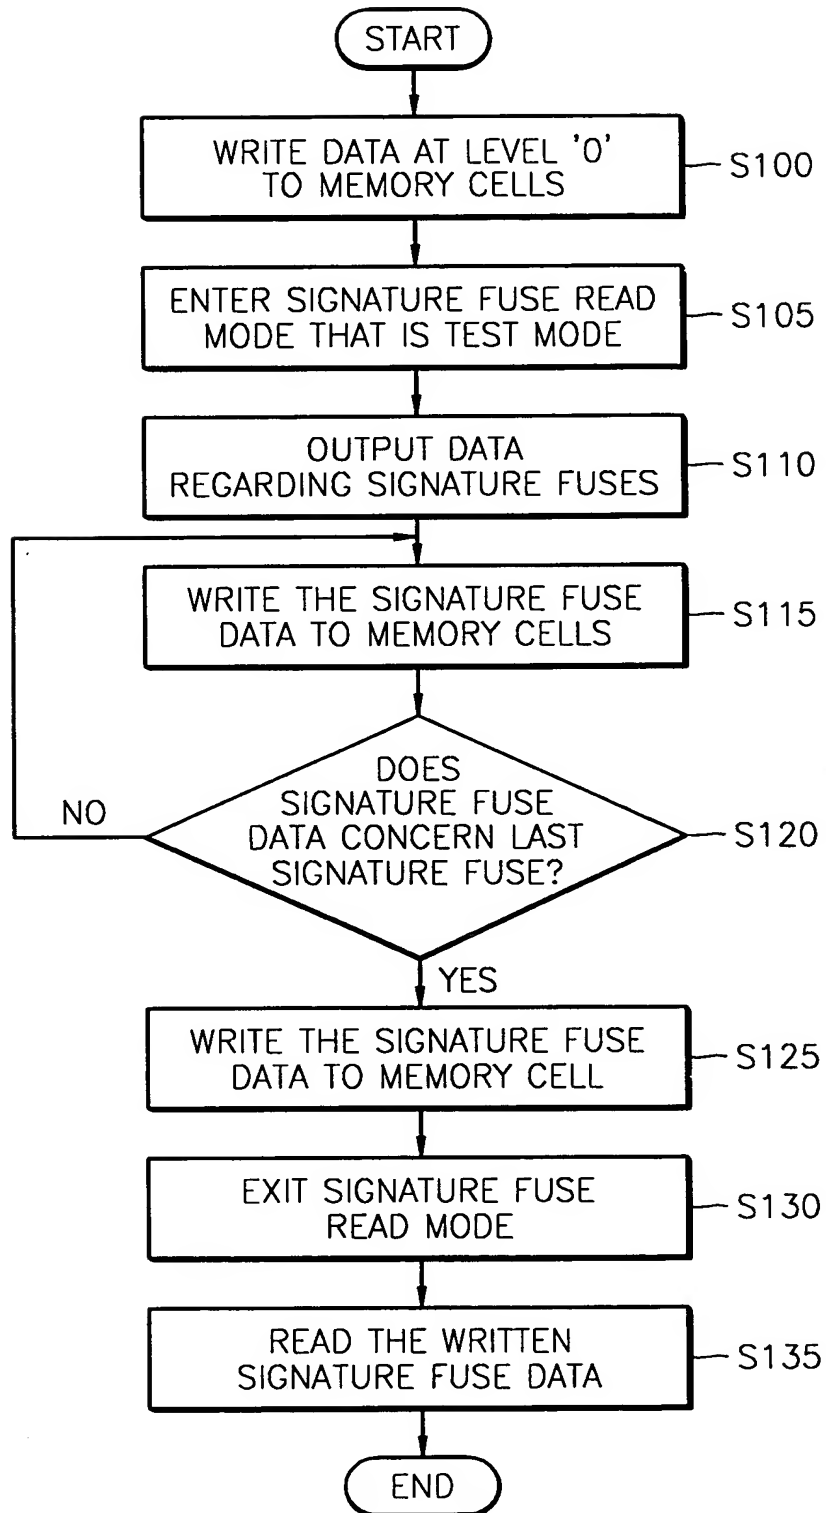 START
WRITE DATA AT LEVEL '0'
TO MEMORY CELLS
S100
ENTER SIGNATURE FUSE READ
MODE THAT IS TEST MODE
S105
OUTPUT DATA
REGARDING SIGNATURE FUSES
S110
WRITE THE SIGNATURE FUSE
DATA TO MEMORY CELLS
S115
DOES
SIGNATURE FUSE
DATA CONCERN LAST
SIGNATURE FUSE?
S120
NO
YES
WRITE THE SIGNATURE FUSE
DATA TO MEMORY CELL
S125
EXIT SIGNATURE FUSE
READ MODE
S130
READ THE WRITTEN
SIGNATURE FUSE DATA
S135
END